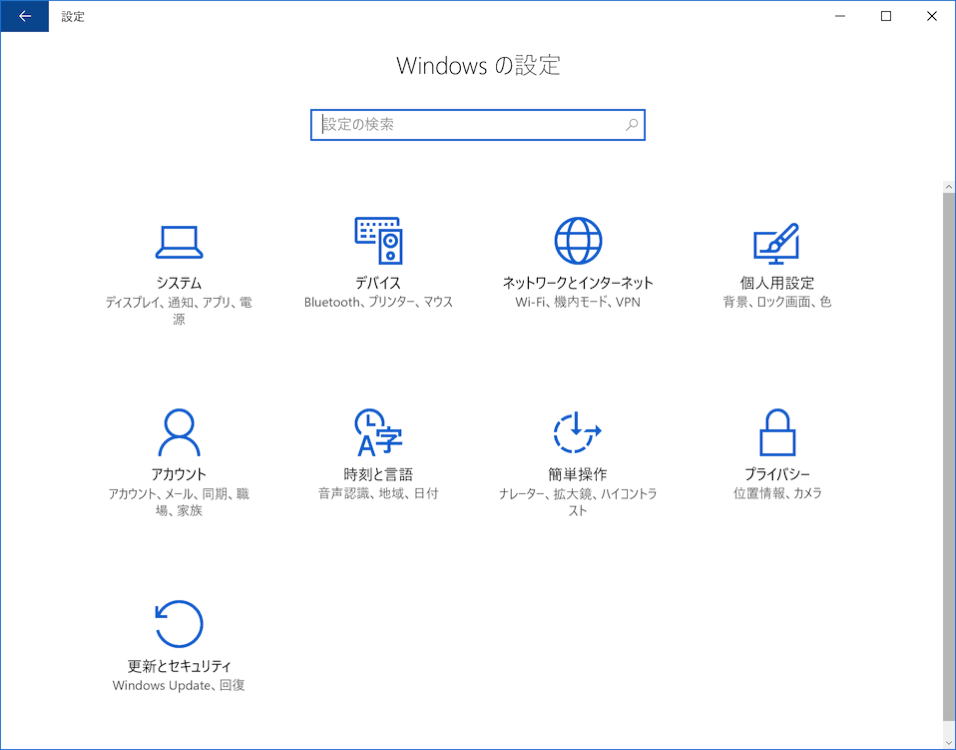 設定
Windows の設定
設定の検索
システム
ディスプレイ、通知、アプリ、電
源
デバイス
Bluetooth、プリンター、マウス
ネットワークとインターネット
Wi-Fi、機内モード、VPN
個人用設定
背景、ロック画面、色
アカウント
アカウント、メール、同期、職
場、家族
時刻と言語
音声認識、地域、日付
簡単操作
ナレーター、拡大鏡、ハイコントラ
スト
プライバシー
位置情報、カメラ
更新とセキュリティ
Windows Update、回復